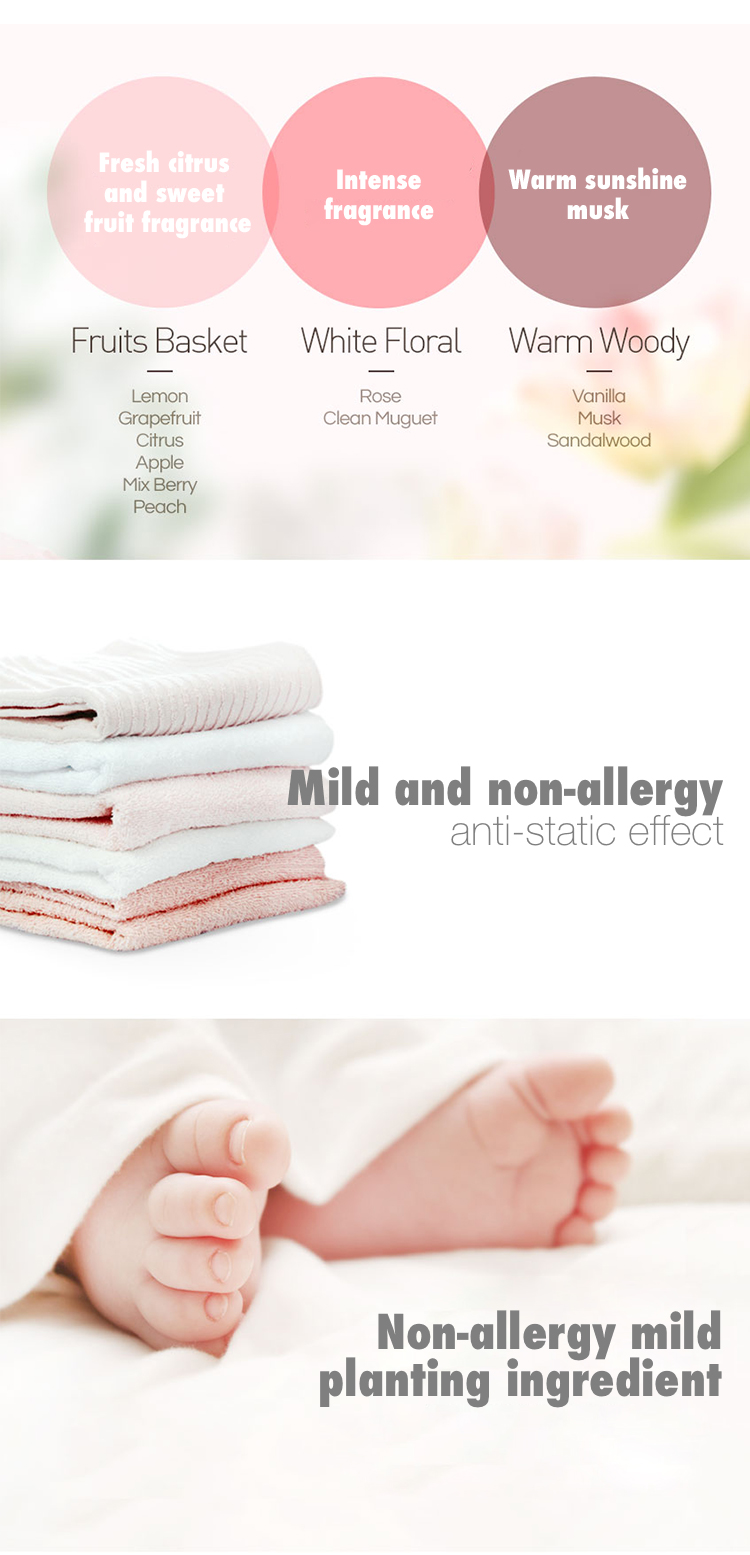 Fresh citrus
and sweet
fruit fragrance
Intense
fragrance
Warm sunshine
musk
Fruits Basket
Lemon
Grapefruit
Citrus
Apple
Mix Berry
Peach
White Floral
Rose
Clean Muguet
Warm Woody
Vanilla
Musk
Sandalwood
Mild and non-allergy
anti-static effect
Non-allergy mild
planting ingredient